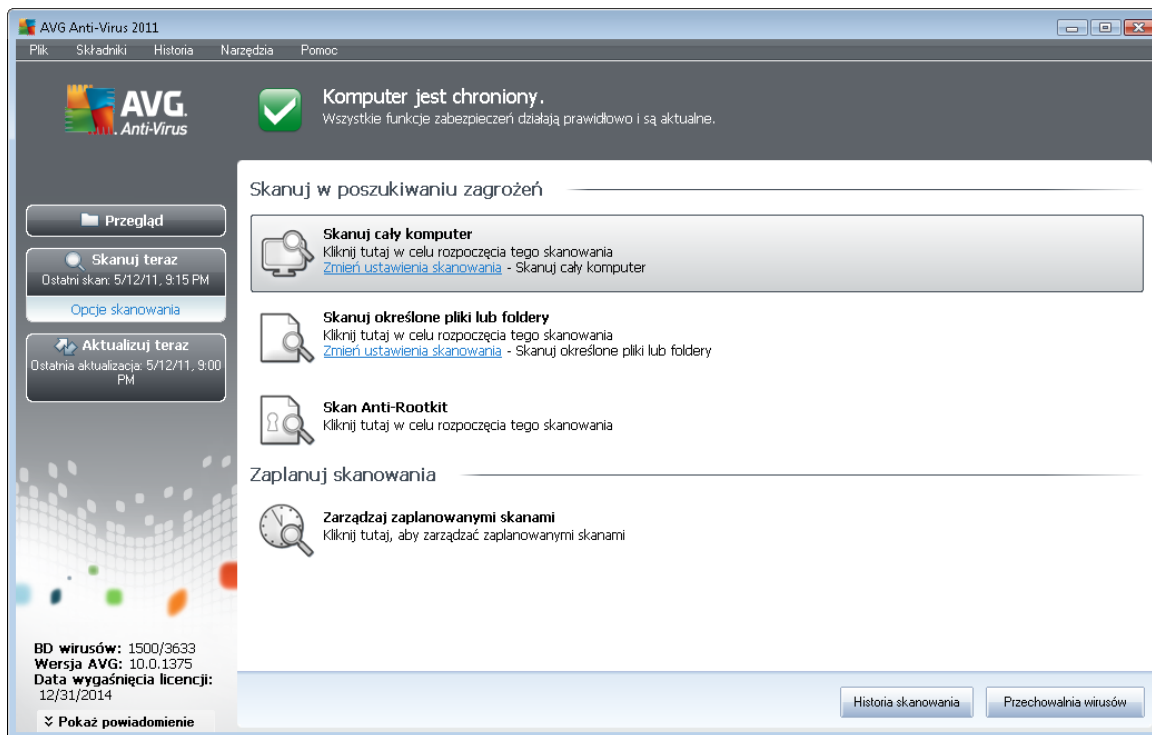 AVG Anti-Virus 2011
Plik Składniki Historia Narzędzia Pomoc
AVG.
Anti-Virus
Komputer jest chroniony.
Wszystkie funkcje zabezpieczeń działają prawidłowo i są aktualne.
Przegląd
Skanuj teraz
Ostatni skan: 5/12/11, 9:15 PM
Opcje skanowania
Aktualizuj teraz
Ostatnia aktualizacja: 5/12/11, 9:00
PM
Skanuj w poszukiwaniu zagrożeń
Skanuj cały komputer
Kliknij tutaj w celu rozpoczęcia tego skanowania
Zmień ustawienia skanowania - Skanuj cały komputer
Skanuj określone pliki lub foldery
Kliknij tutaj w celu rozpoczęcia tego skanowania
Zmień ustawienia skanowania - Skanuj określone pliki lub foldery
Skan Anti-Rootkit
Kliknij tutaj w celu rozpoczęcia tego skanowania
Zaplanuj skanowania
Zarządzaj zaplanowanymi skanami
Kliknij tutaj, aby zarządzać zaplanowanymi skanami
BD wirusów: 1500/3633
Wersja AVG: 10.0.1375
Data wygaśnięcia licencji:
12/31/2014
Pokaż powiadomienie
Historia skanowania
Przechowalnia wirusów